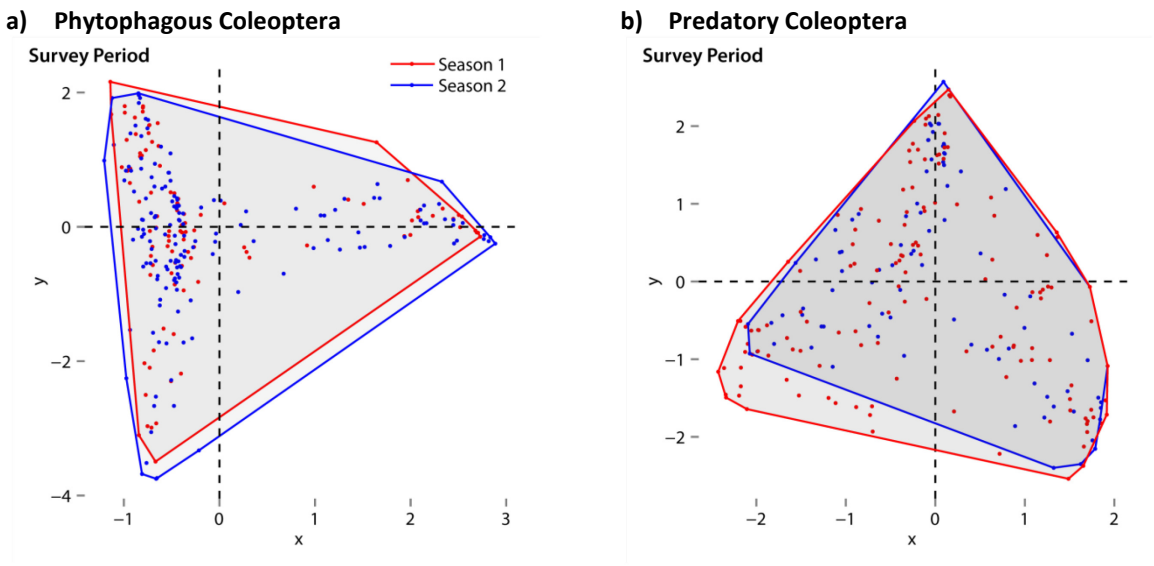 a) Phytophagous Coleoptera
Survey Period
Season 1
Season 2
2
0
−2
−4
y
−1
0
1
2
3
x
b) Predatory Coleoptera
Survey Period
2
1
0
−1
−2
y
−2
−1
0
1
2
x